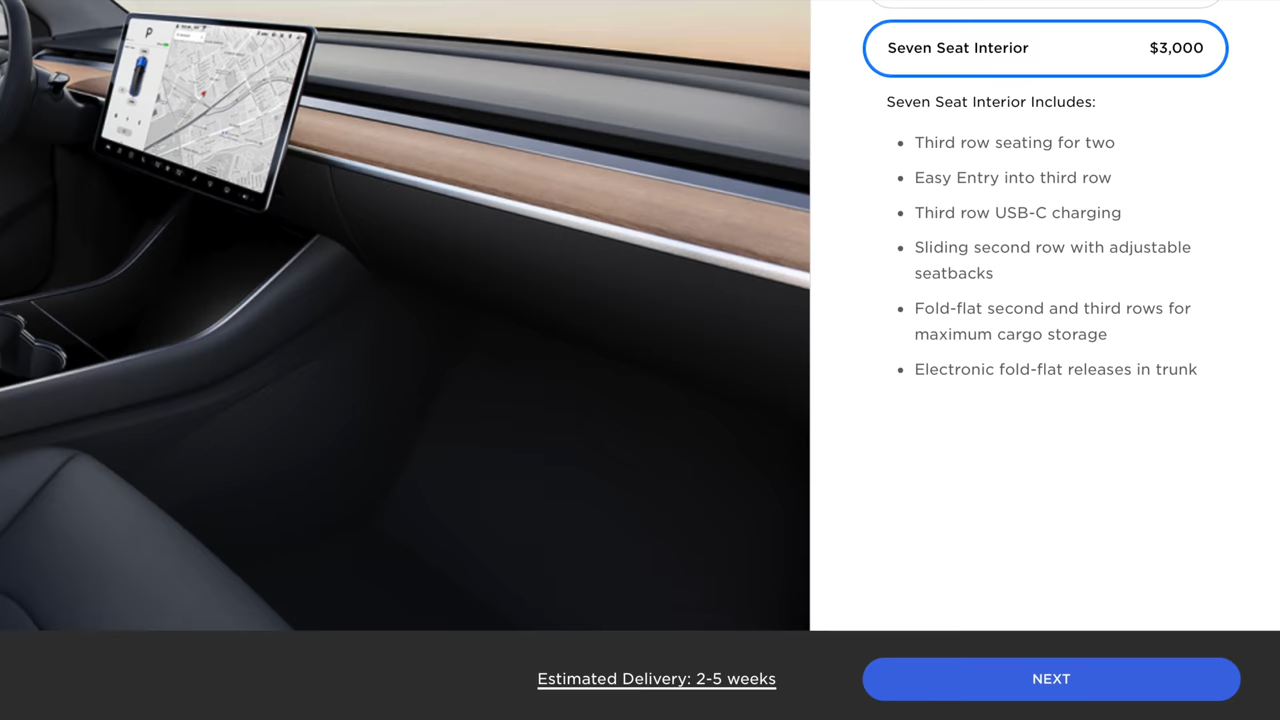 P
Seven Seat Interior $3,000
Seven Seat Interior Includes:
Third row seating for two
Easy Entry into third row
Third row USB-C charging
Sliding second row with adjustable
seatbacks
Fold-flat second and third rows for
maximum cargo storage
Electronic fold-flat releases in trunk
Estimated Delivery: 2-5 weeks
NEXT